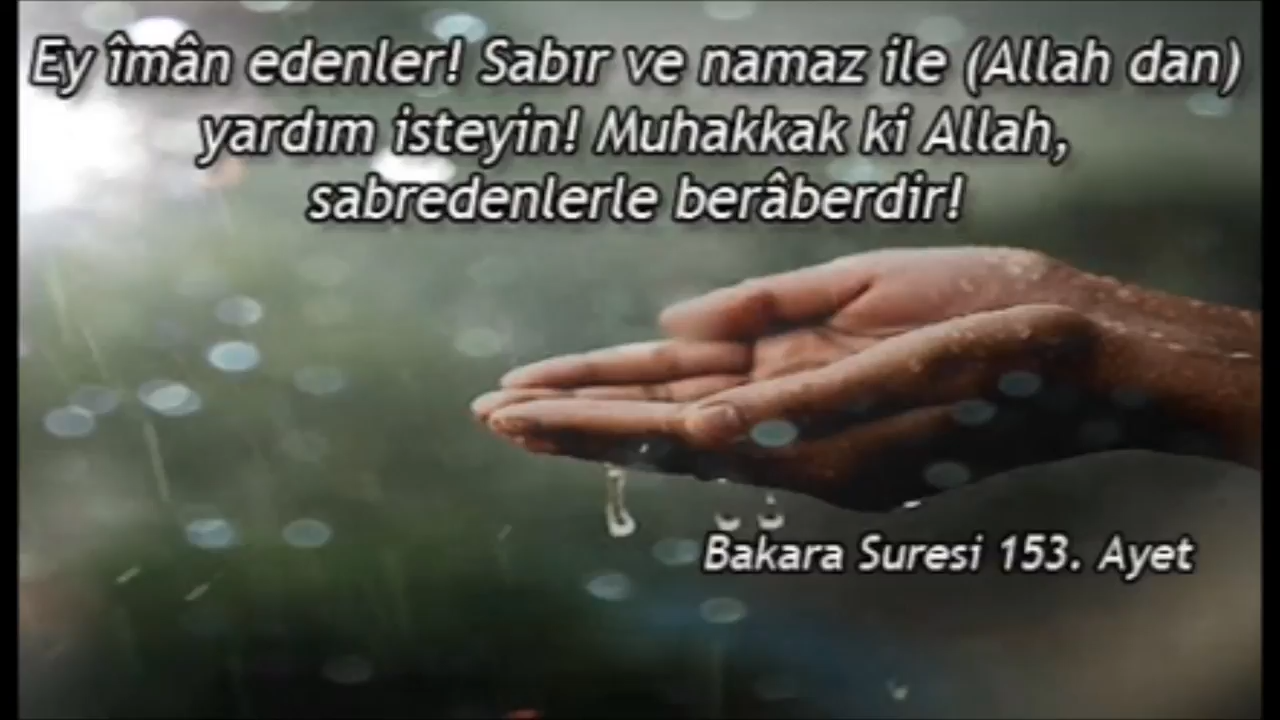 Ey îmân edenler! Sabır ve namaz ile (Allah dan)
yardım isteyin! Muhakkak ki Allah,
sabredenlerle berâberdir!
Bakara Suresi 153. Ayet